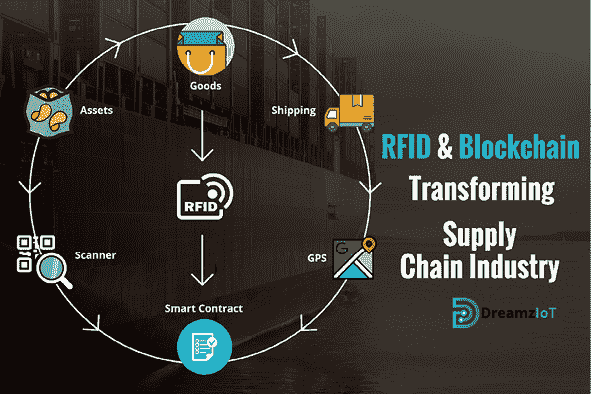 Goods
Assets
Shipping
RFID
Scanner
GPS
G
Smart Contract
RFID & Blockchain
Transforming
Supply
Chain Industry
DreamzIoT